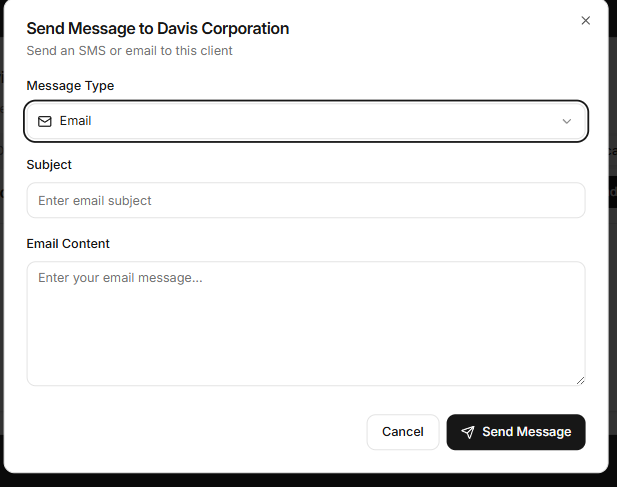 Send Message to Davis Corporation
Send an SMS or email to this client
Message Type
Email
Subject
Enter email subject
Email Content
Enter your email message...
Cancel
Send Message